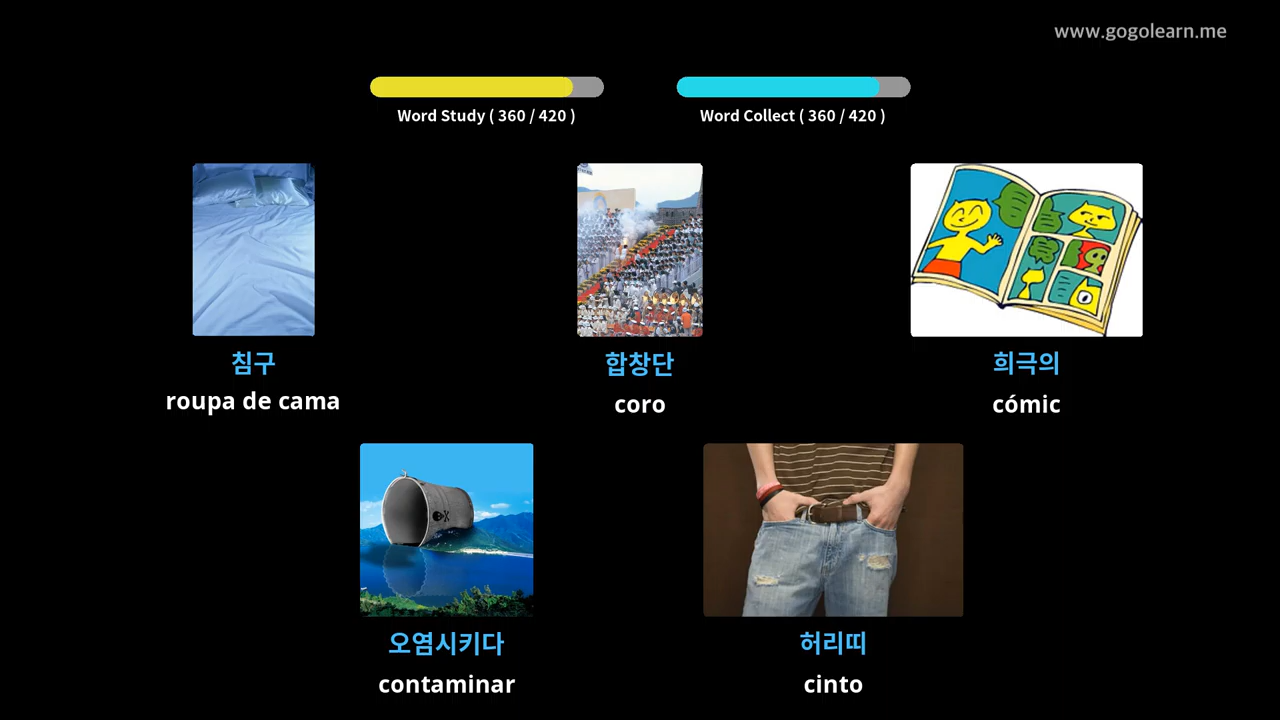 www.gogolearn.me
Word Study ( 360 / 420 )
Word Collect ( 360 / 420 )
침구
roupa de cama
합창단
coro
희극의
cómic
오염시키다
contaminar
허리띠
cinto